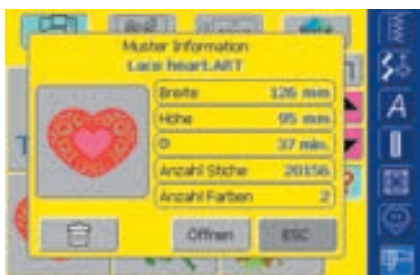 Muster Information
Lace heart.ART
Breite 126 mm
Höhe 95 mm
37 min.
Anzahl Stiche 20156
Anzahl Farben 2
Öffnen ESC
A